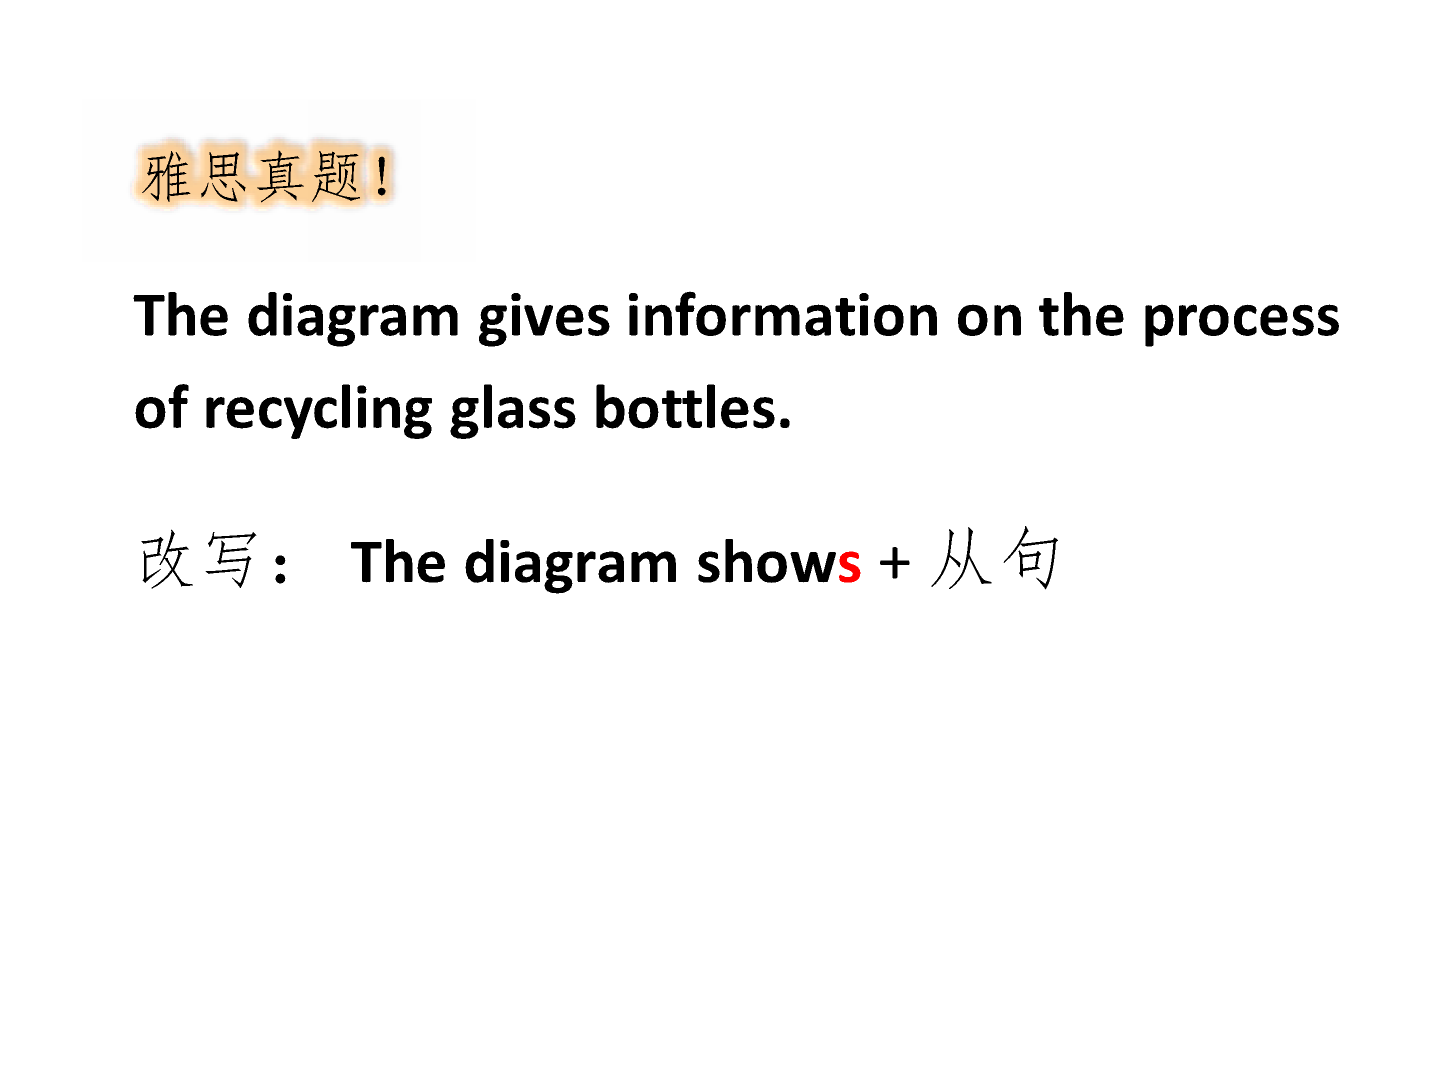 雅思真题!
The diagram gives information on the process
of recycling glass bottles.
改写： The diagram shows + 从句